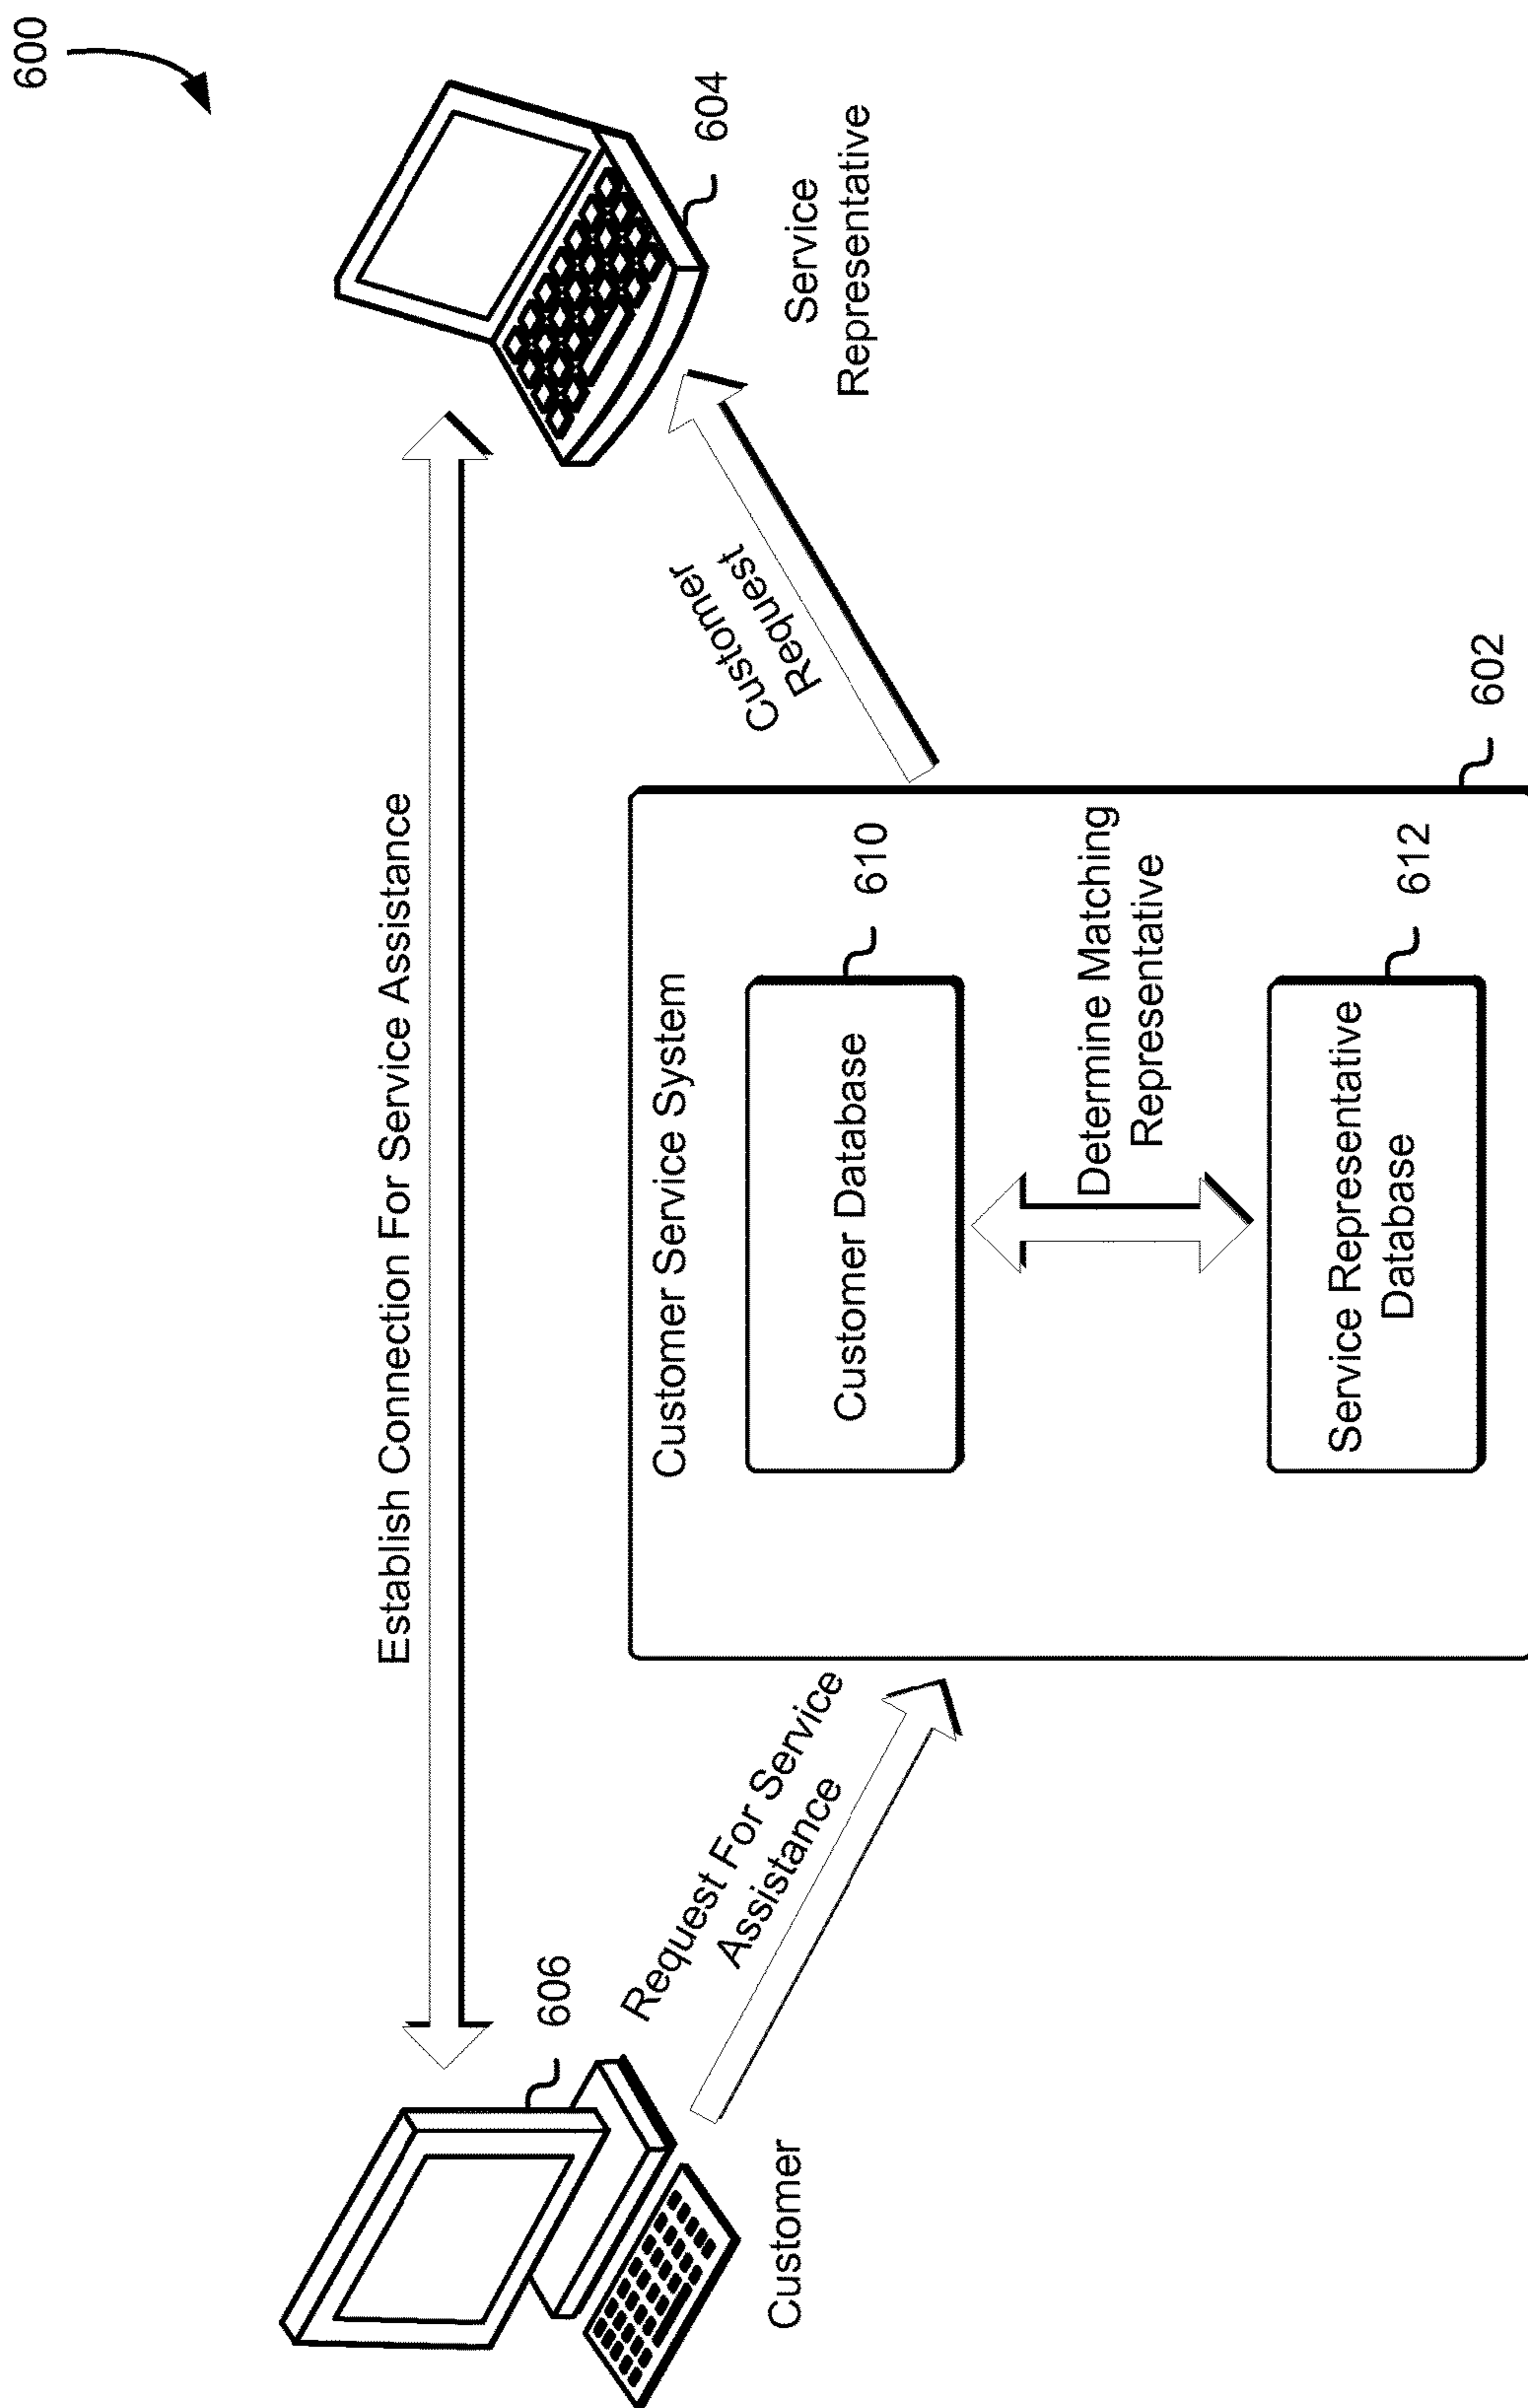 600
Establish Connection For Service Assistance
606
604
Customer
Service
Representative
Request For Service
Assistance
Customer
Request
Customer Service System
Customer Database
610
Determine Matching
Representative
Service Representative
Database
612
602